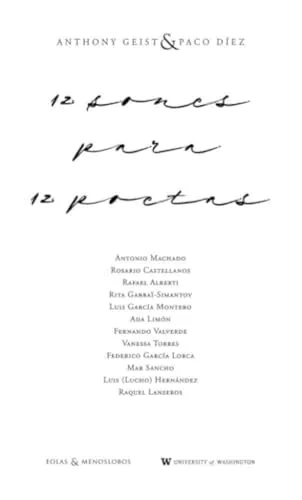 ANTHONY GEIST & PACO DÍEZ
12 sones
para
12 poetas
ANTONIO MACHADO
ROSARIO CASTELLANOS
RAFAEL ALBERTI
RITA GABBAÏ-SIMANTOV
LUIS GARCÍA MONTERO
ADA LIMÓN
FERNANDO VALVERDE
VANESSA TORRES
FEDERICO GARCÍA LORCA
MAR SANCHO
LUIS (LUCHO) HERNÁNDEZ
RAQUEL LANSEROS
EOLAS & MENOSLOBOS W UNIVERSITY of WASHINGTON